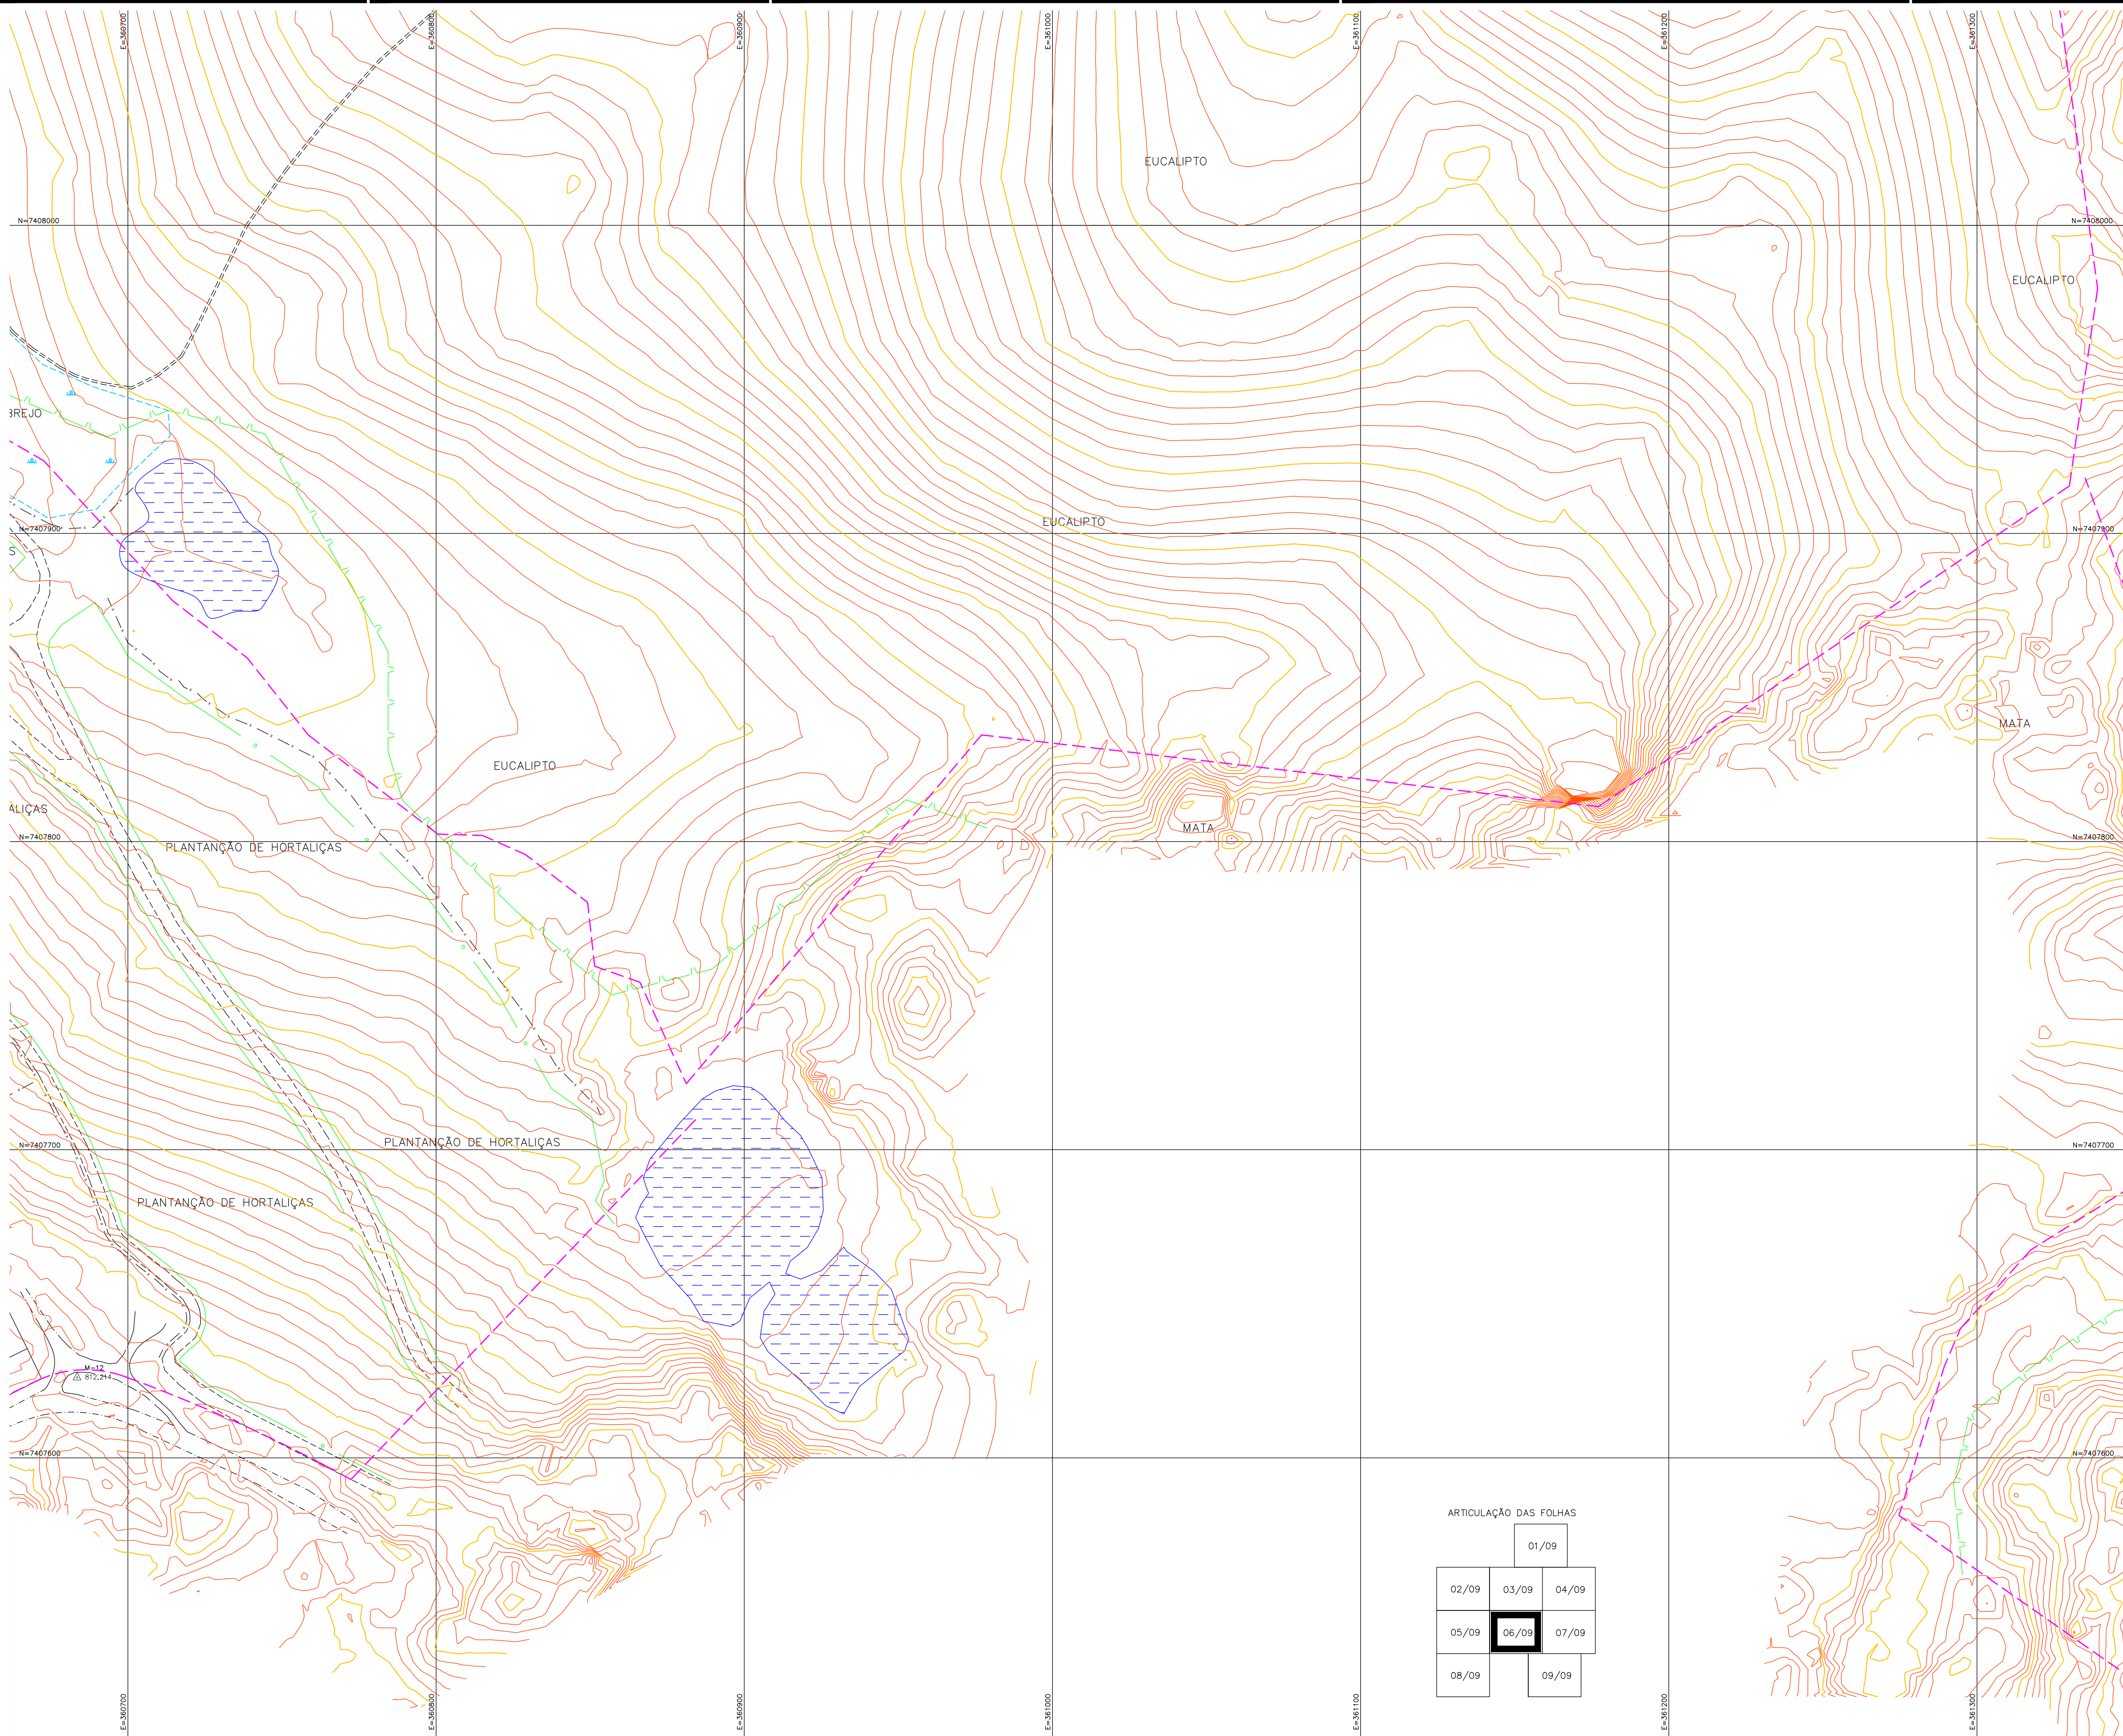 E=360700
E=360800
E=360900
E=361000
E=361100
E=361200
E=361300
EUCALIPTO
N=7408000
N=7408000
EUCALIPTO
BREJO
EUCALIPTO
N=7407900
N=7407900
S
MATA
EUCALIPTO
ALIÇAS
MATA
N=7407800
N=7407800
PLANTANÇÃO DE HORTALIÇAS
PLANTANÇÃO DE HORTALIÇAS
N=7407700
N=7407700
PLANTANÇÃO DE HORTALIÇAS
M=12
812,214
N=7407600
N=7407600
ARTICULAÇÃO DAS FOLHAS
01/09
02/09 03/09 04/09
05/09 06/09 07/09
08/09 09/09
E=360700
E=360800
E=360900
E=361000
E=361100
E=361200
E=361300